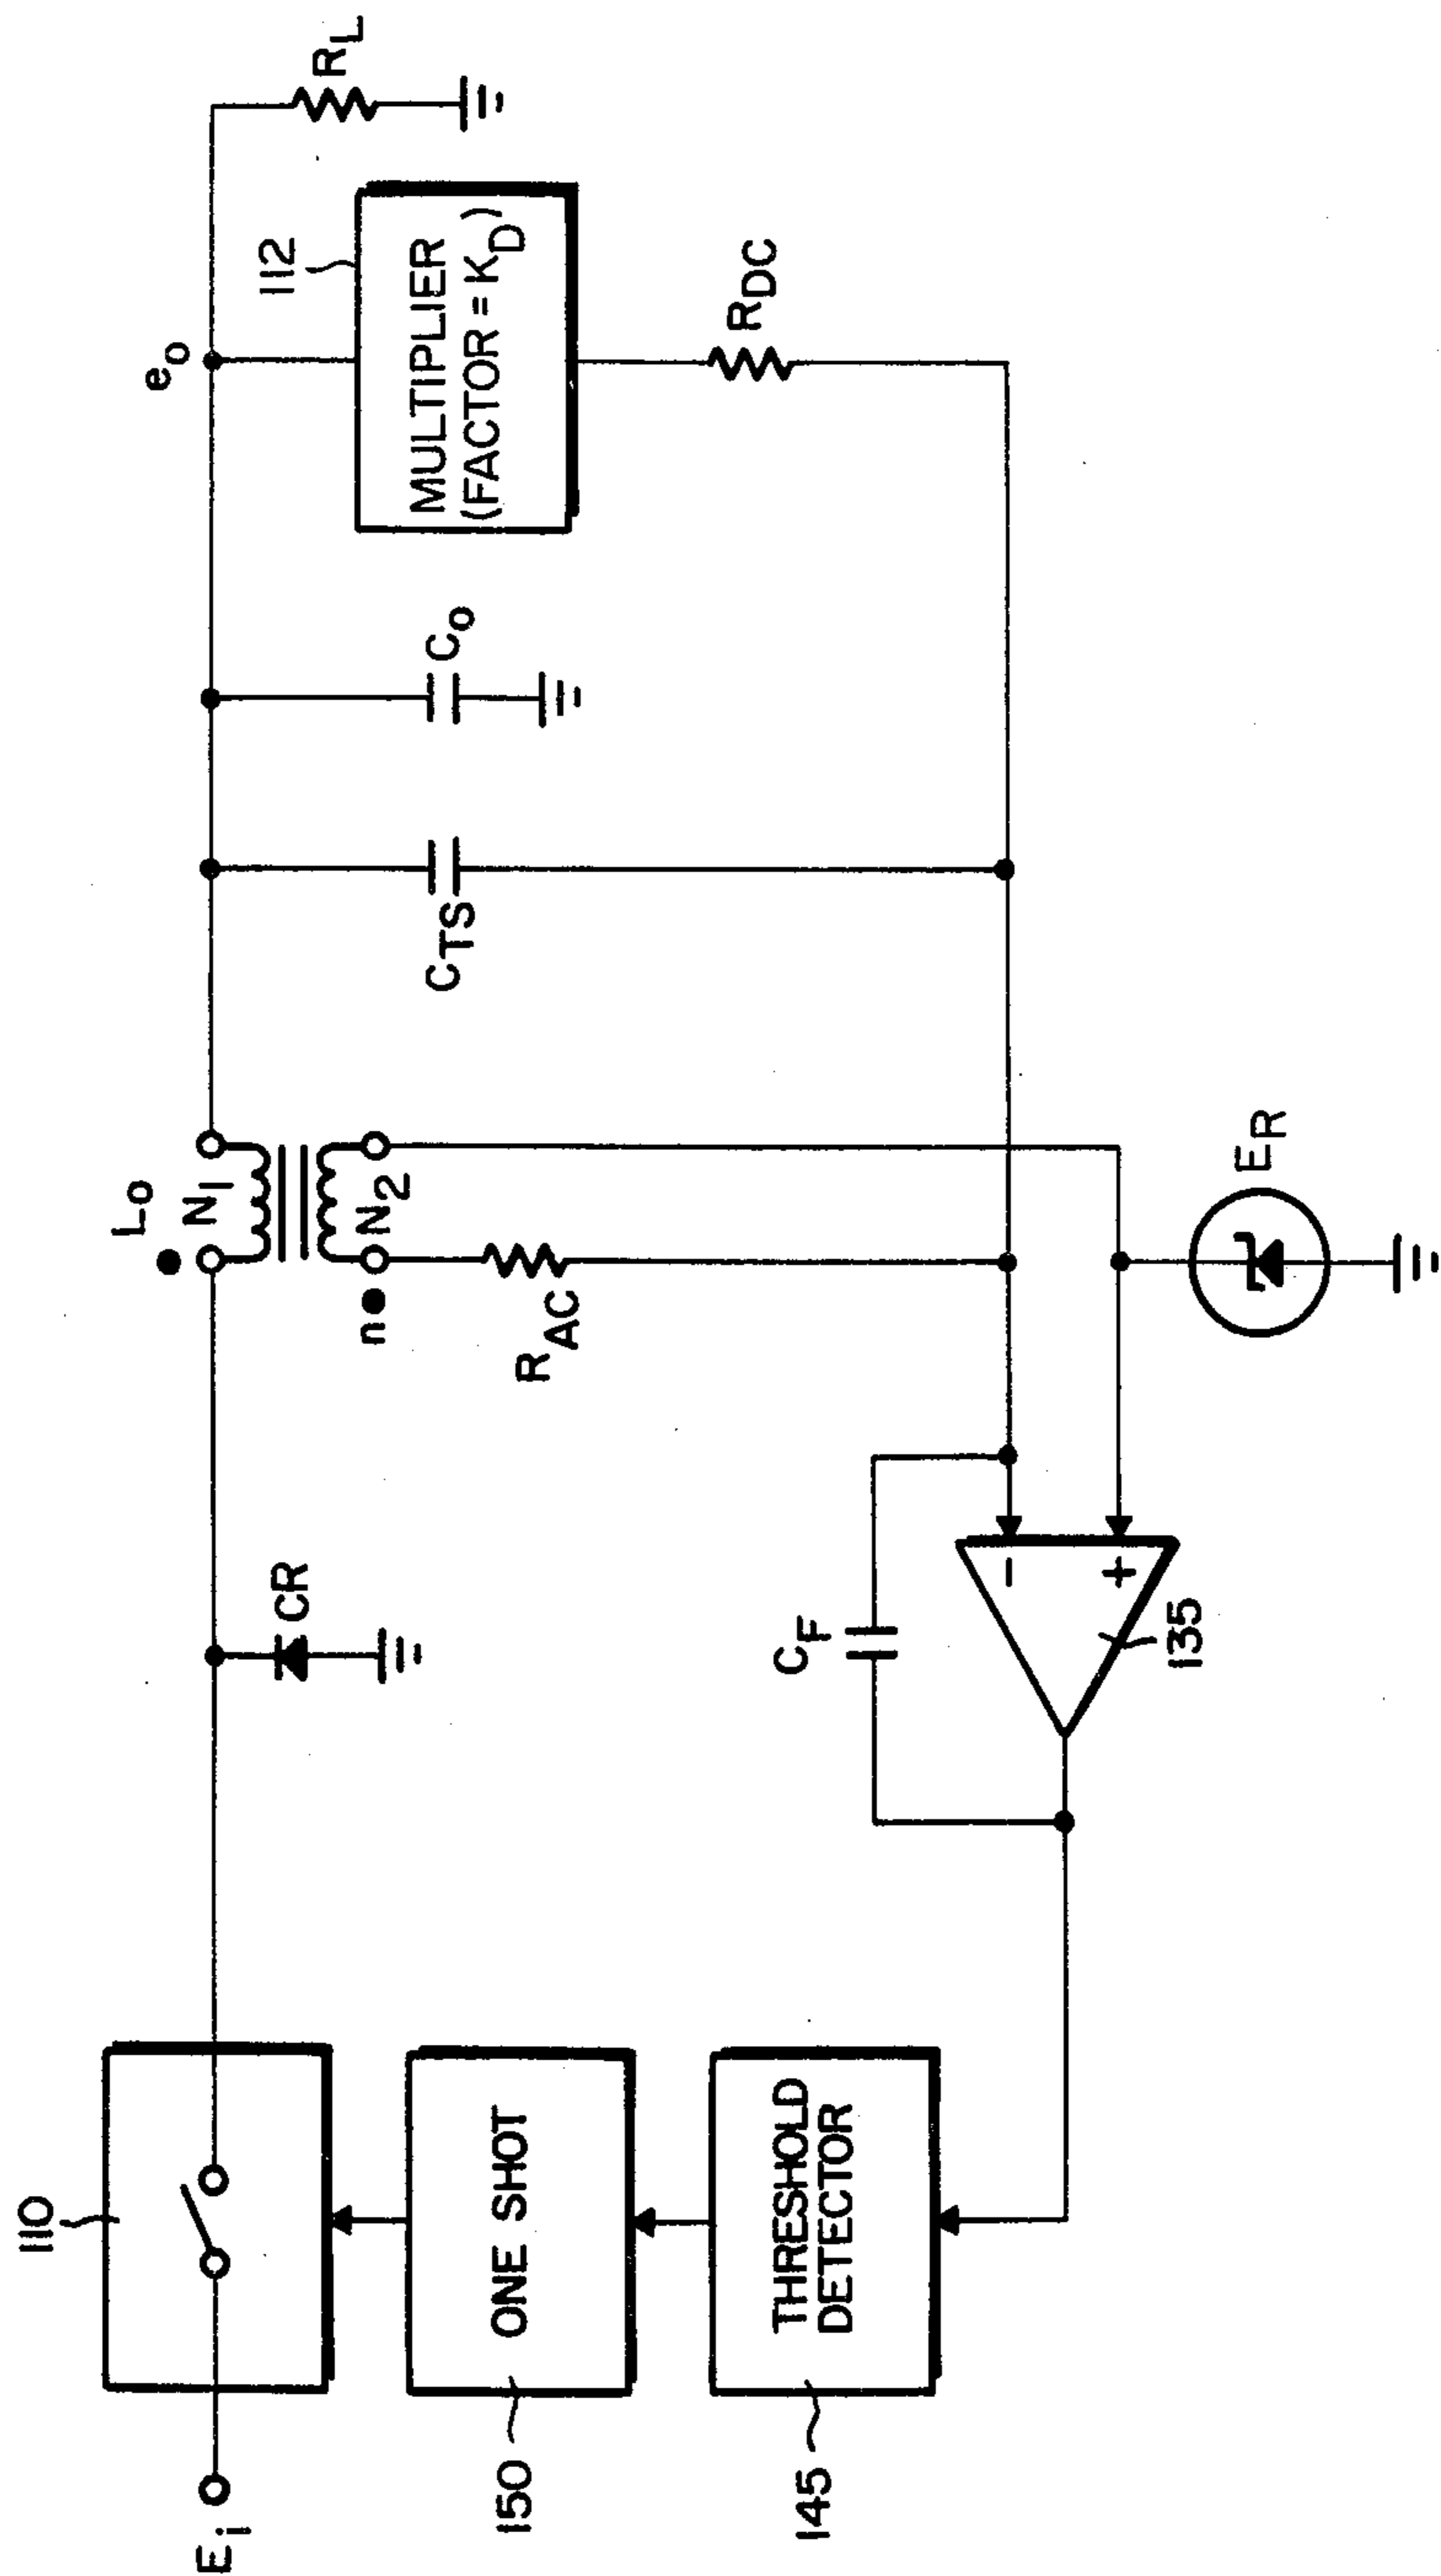 E_i
110
CR
L_o
N_1
N_2
n
R_AC
C_TS
C_o
e_o
112
MULTIPLIER
(FACTOR = K_D)
R_L
R_DC
150
ONE SHOT
145
THRESHOLD
DETECTOR
C_F
-
+
135
E_R